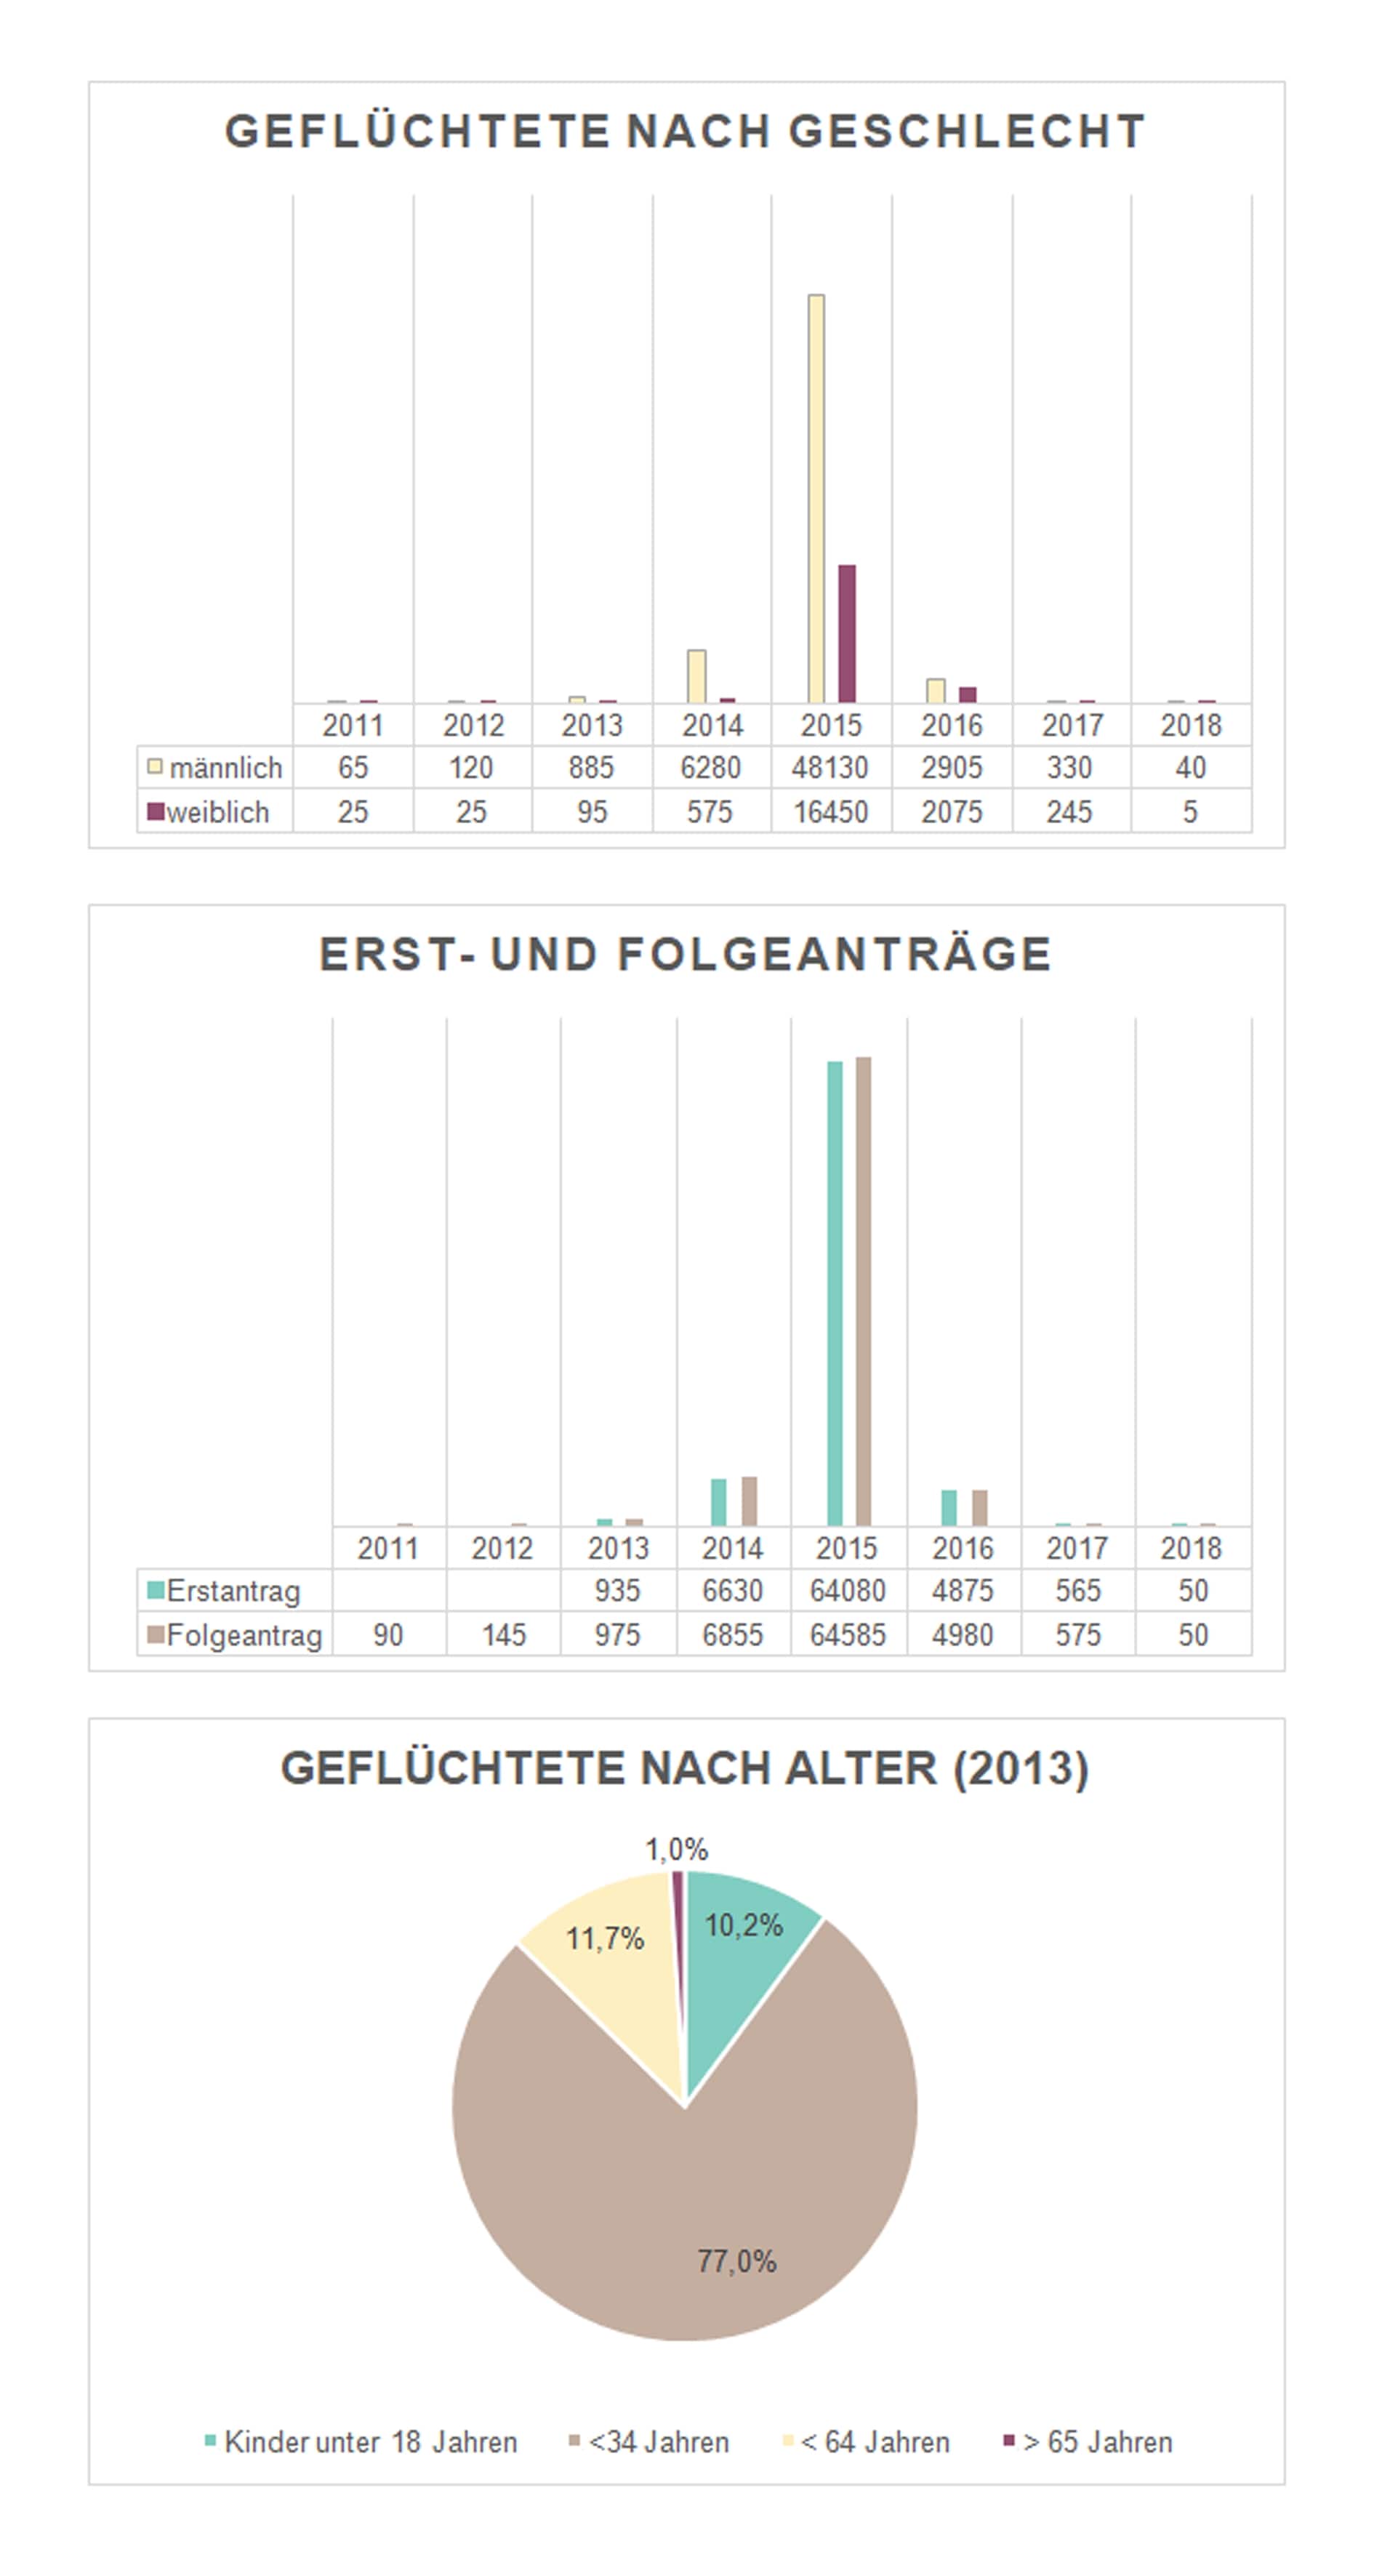 GEFLÜCHTETE NACH GESCHLECHT
2011 2012 2013 2014 2015 2016 2017 2018
männlich 65 120 885 6280 48130 2905 330 40
weiblich 25 25 95 575 16450 2075 245 5
ERST- UND FOLGEANTRÄGE
2011 2012 2013 2014 2015 2016 2017 2018
Erstantrag 935 6630 64080 4875 565 50
Folgeantrag 90 145 975 6855 64585 4980 575 50
GEFLÜCHTETE NACH ALTER (2013)
1,0%
11,7% 10,2%
77,0%
Kinder unter 18 Jahren <34 Jahren < 64 Jahren > 65 Jahren